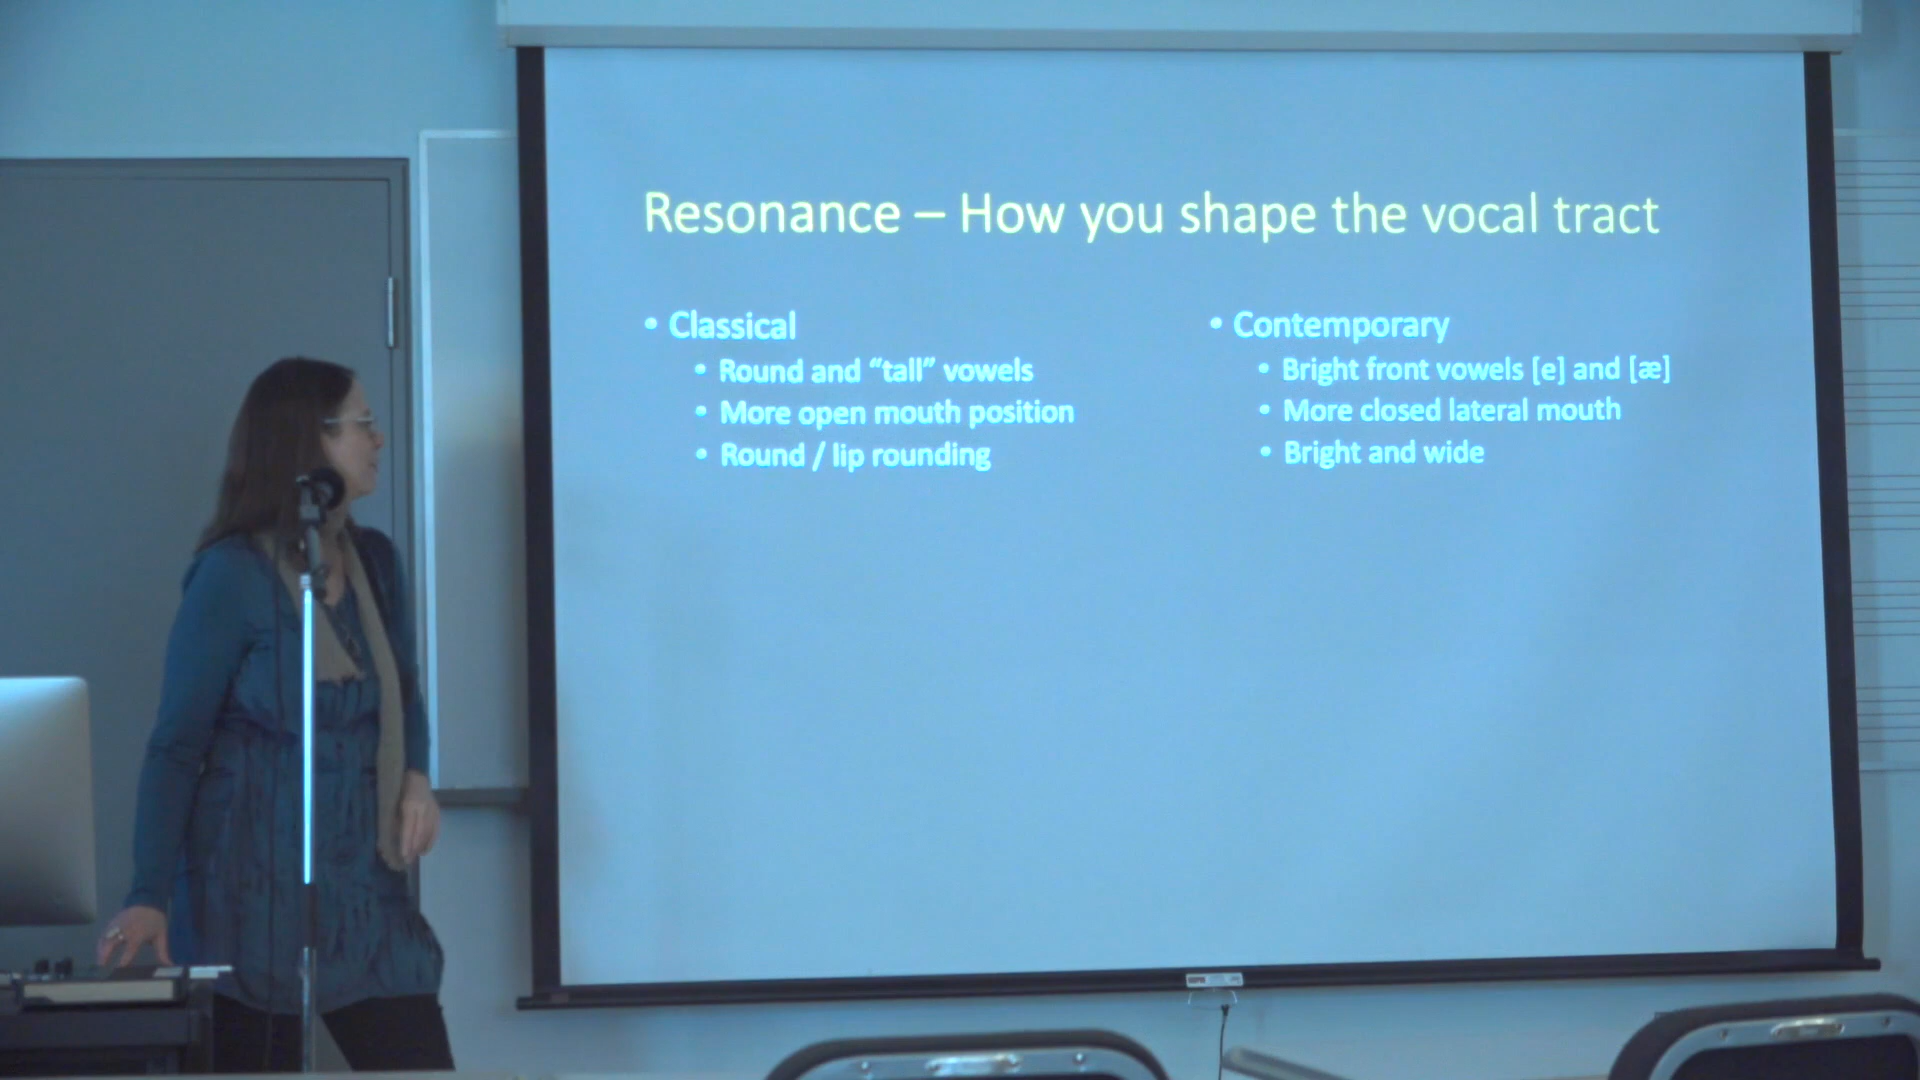 Resonance – How you shape the vocal tract
• Classical
• Round and “tall” vowels
• More open mouth position
• Round / lip rounding
• Contemporary
• Bright front vowels [e] and [æ]
• More closed lateral mouth
• Bright and wide